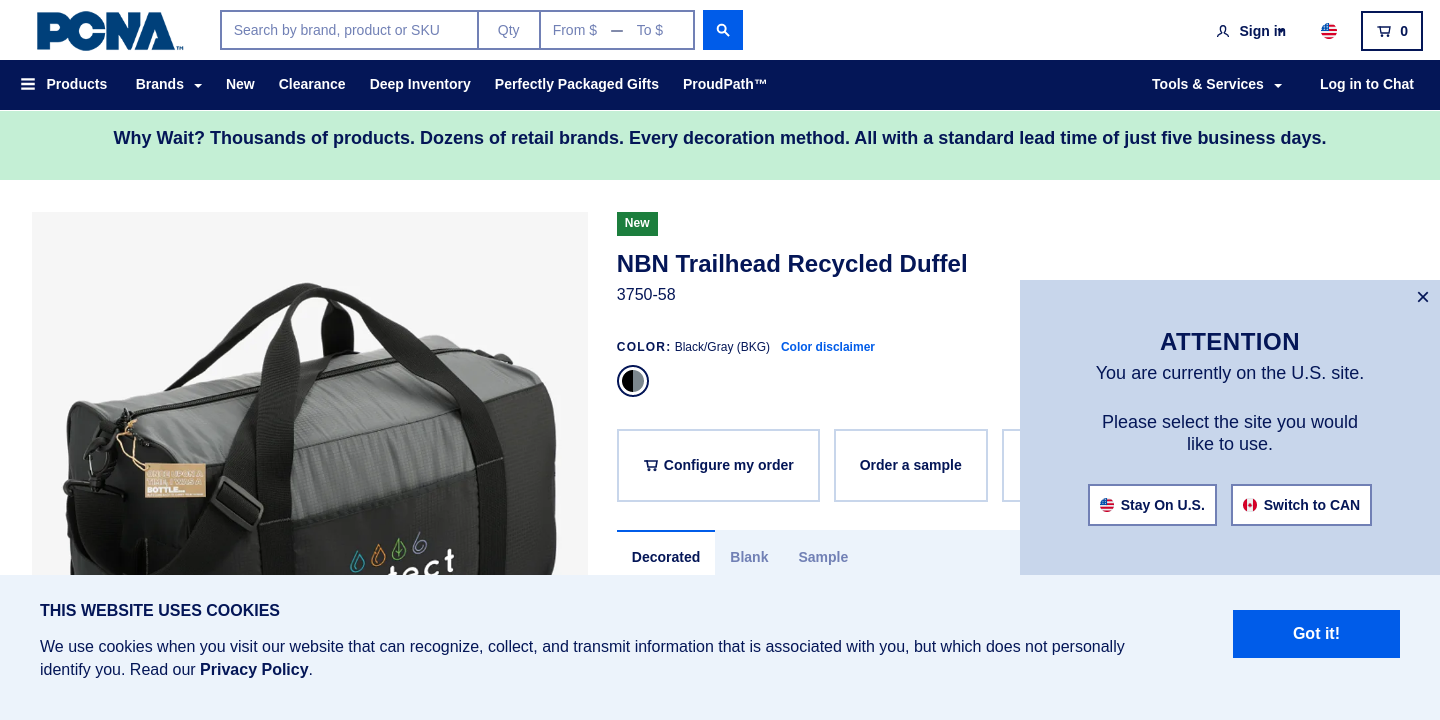 PCNA™
Search by brand, product or SKU
Qty
From $ — To $
Sign in
0
Products
Brands
New
Clearance
Deep Inventory
Perfectly Packaged Gifts
ProudPath™
Tools & Services
Log in to Chat
Why Wait? Thousands of products. Dozens of retail brands. Every decoration method. All with a standard lead time of just five business days.
New
NBN Trailhead Recycled Duffel
3750-58
COLOR: Black/Gray (BKG) Color disclaimer
Configure my order
Order a sample
Decorated
Blank
Sample
ONCE UPON A
TIME, I WAS A
BOTTLE...
×
ATTENTION
You are currently on the U.S. site.
Please select the site you would
like to use.
Stay On U.S.
Switch to CAN
THIS WEBSITE USES COOKIES
We use cookies when you visit our website that can recognize, collect, and transmit information that is associated with you, but which does not personally
identify you. Read our Privacy Policy.
Got it!